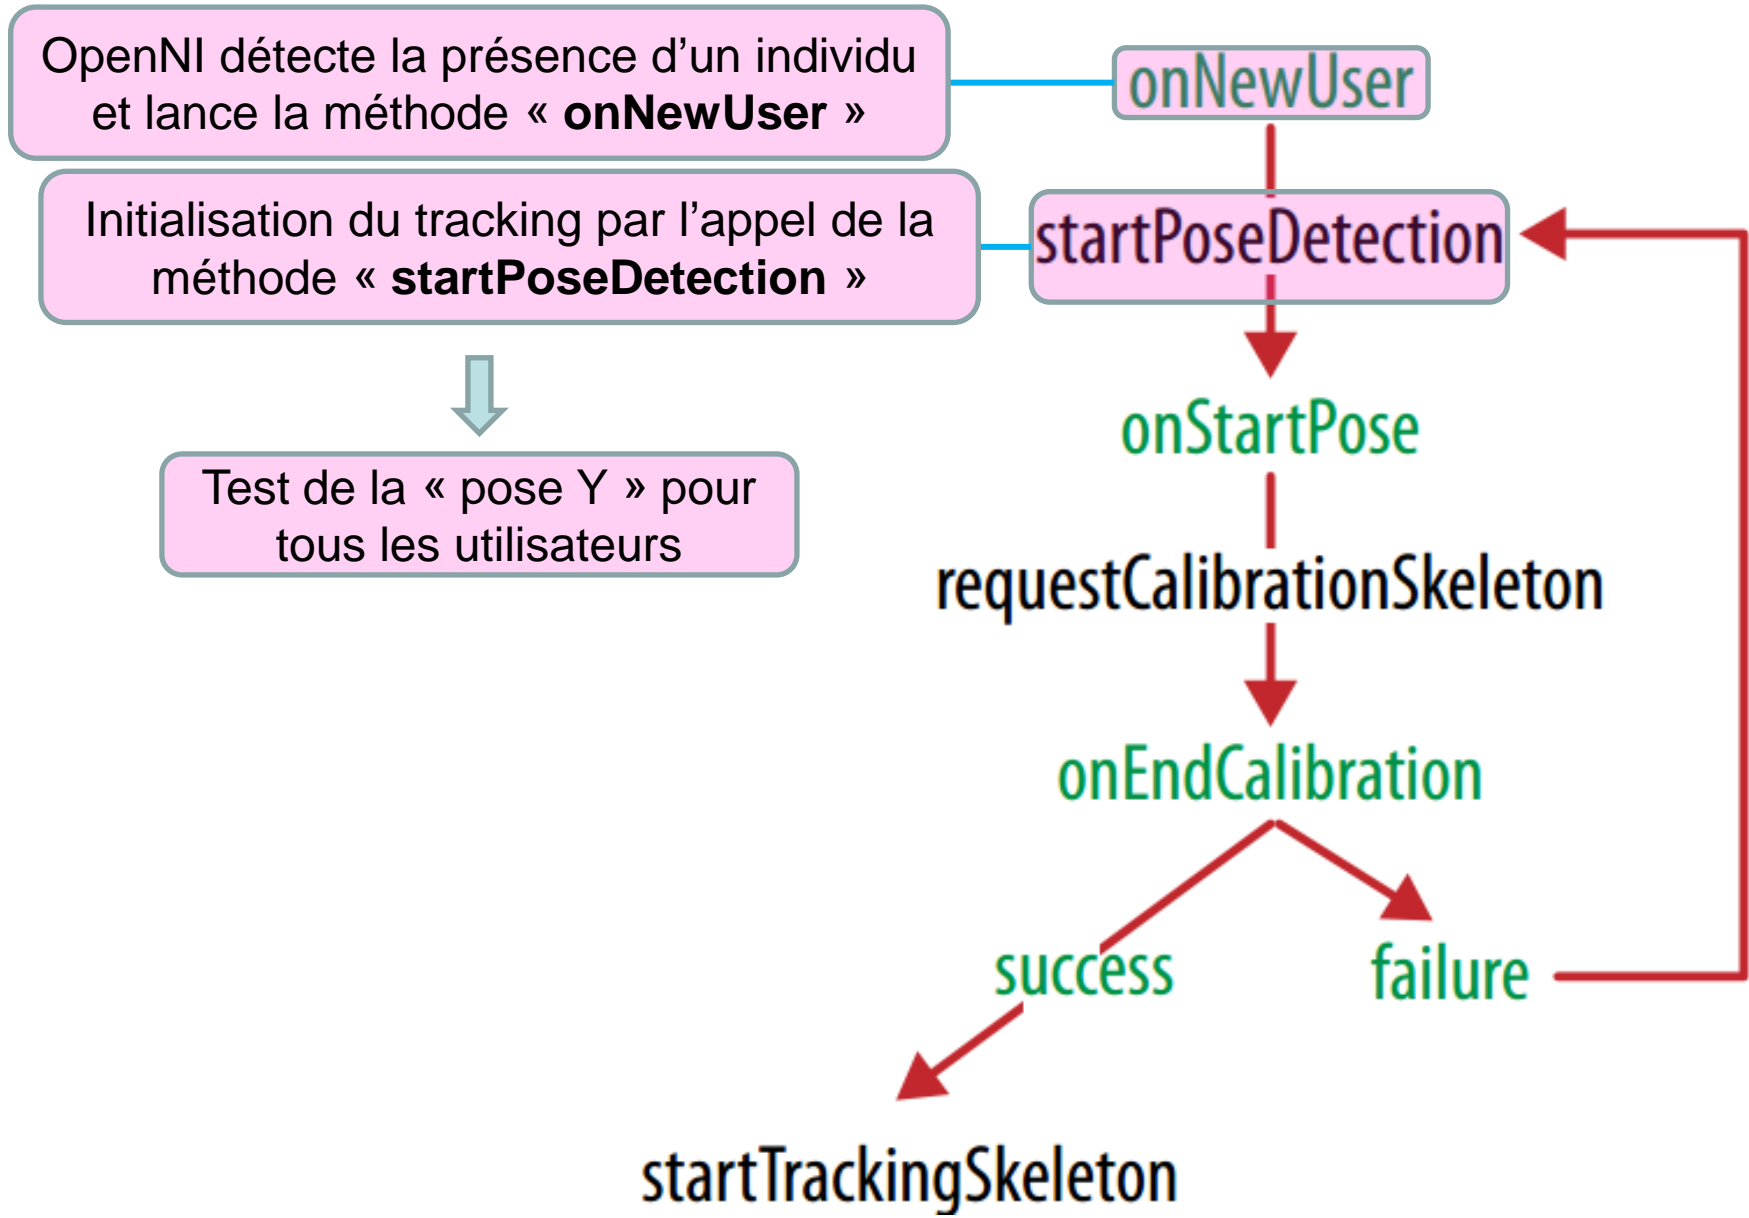 OpenNI détecte la présence d’un individu
et lance la méthode « onNewUser »
onNewUser
Initialisation du tracking par l’appel de la
méthode « startPoseDetection »
startPoseDetection
Test de la « pose Y » pour
tous les utilisateurs
onStartPose
requestCalibrationSkeleton
onEndCalibration
success
failure
startTrackingSkeleton